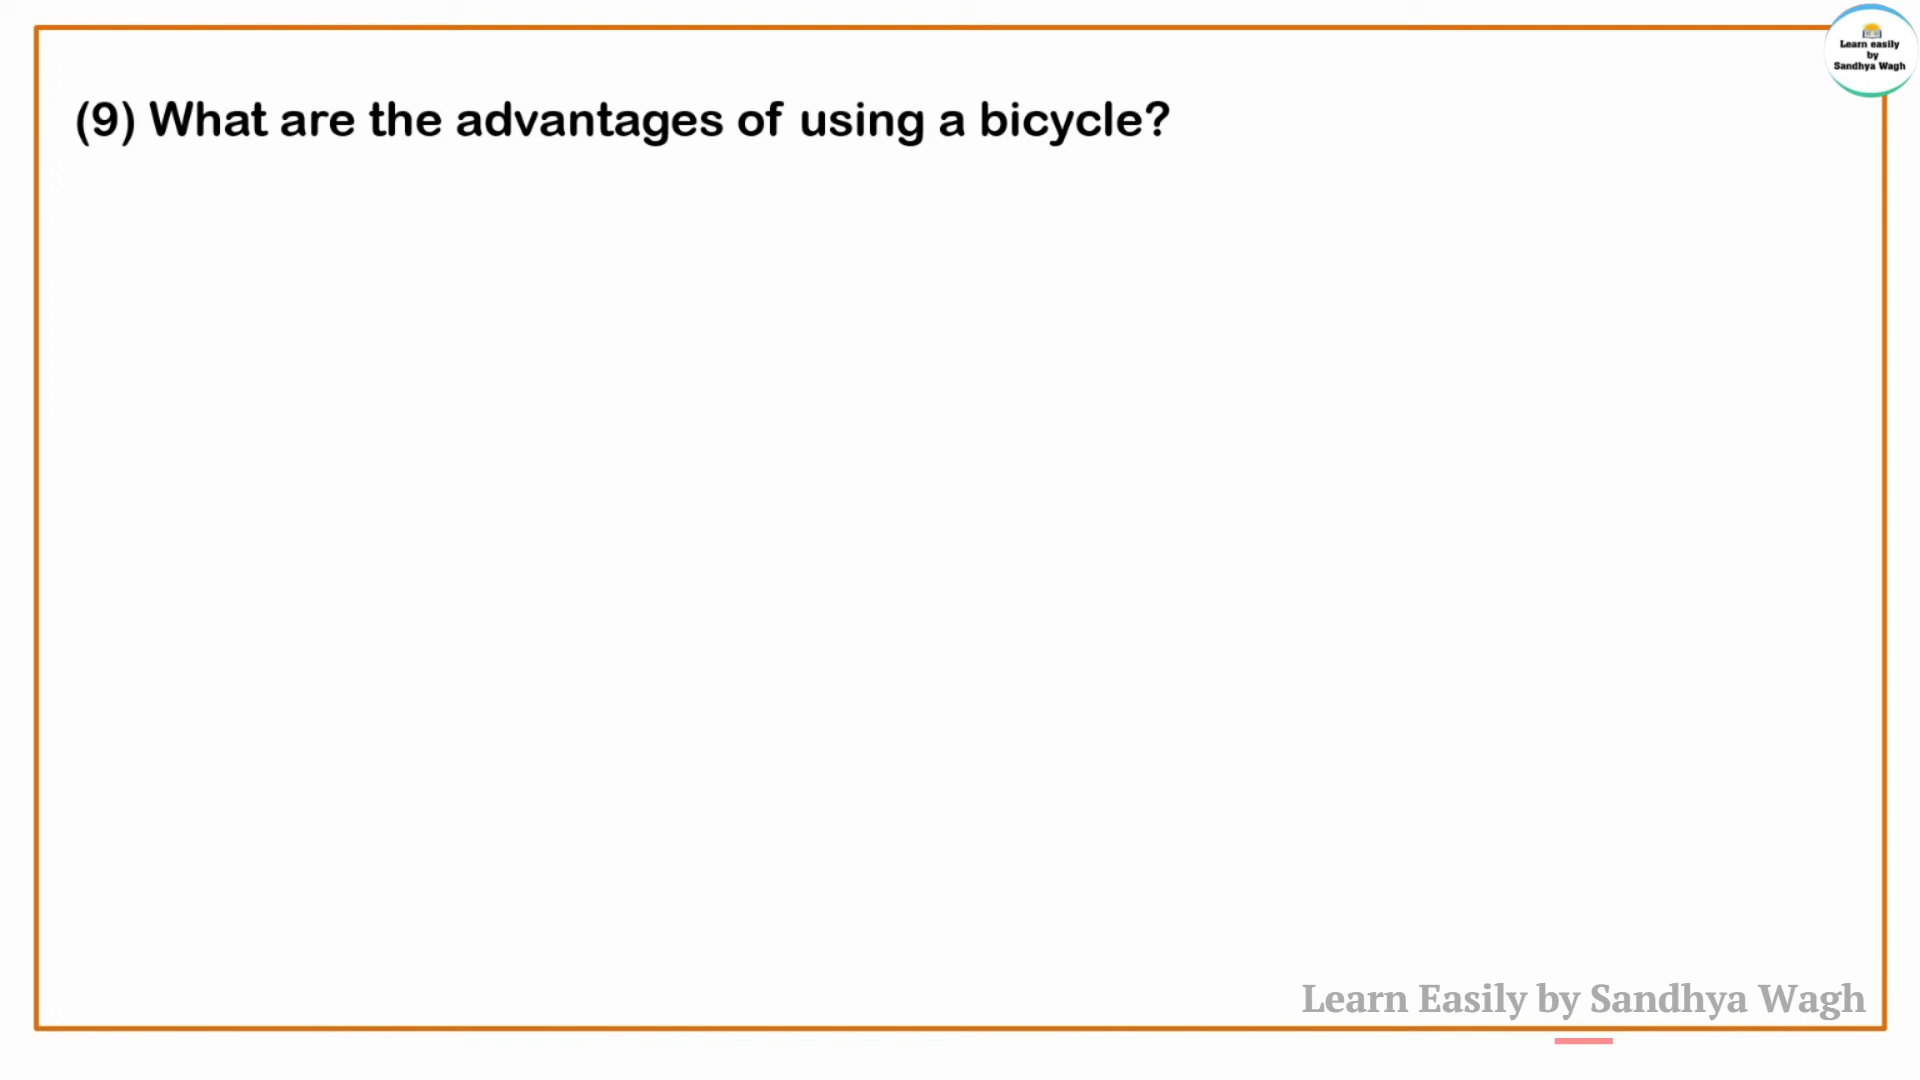 Learn easily
by
Sandhya Wagh
(9) What are the advantages of using a bicycle?
Learn Easily by Sandhya Wagh